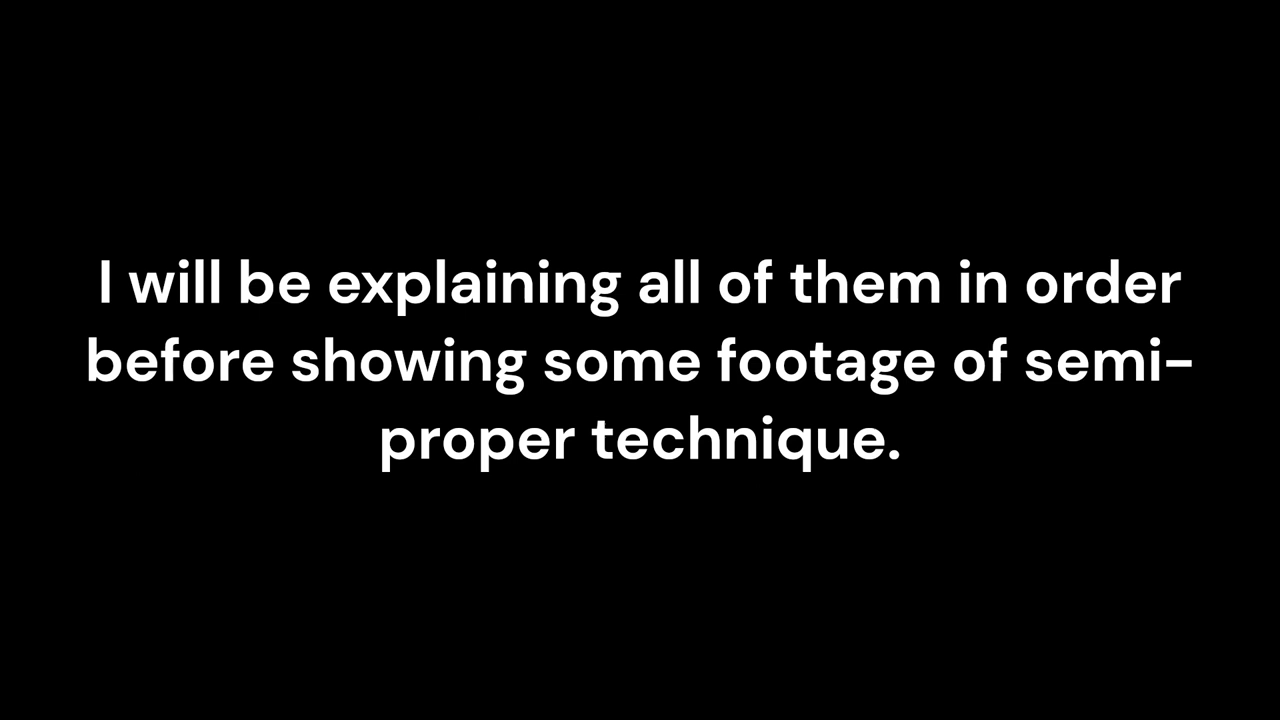 I will be explaining all of them in order
before showing some footage of semi-
proper technique.